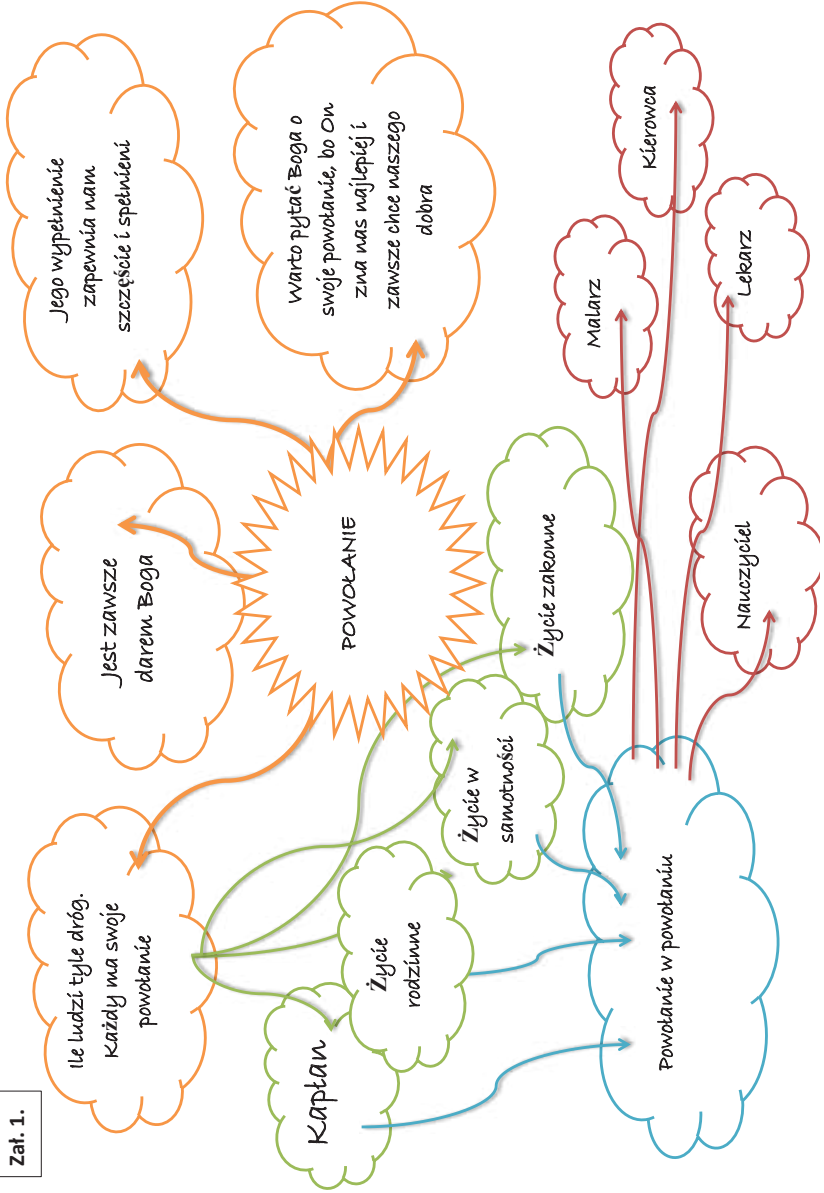 Zał. 1.
Ile ludzi tyle dróg.
Każdy ma swoje
powołanie
Jest zawsze
darem Boga
Jego wypełnienie
zapewnia nam
szczęście i spełnieni
Warto pytać Boga o
swoje powołanie, bo On
zna nas najlepiej i
zawsze chce naszego
dobra
POWOŁANIE
Kapłan
Życie
rodzinne
Życie w
samotności
Życie zakonne
Powołanie w powołaniu
Nauczyciel
Malarz
Lekarz
Kierowca